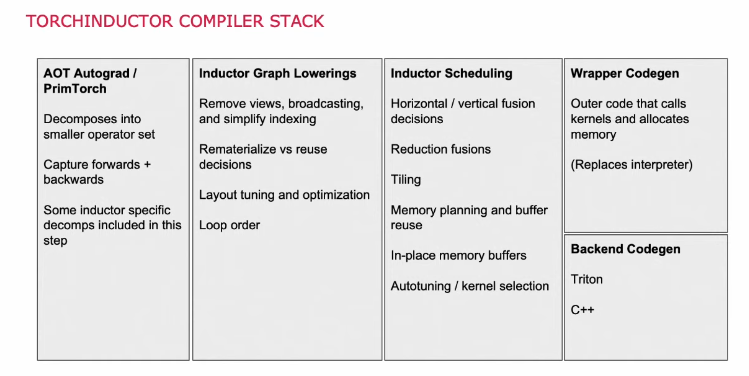 TORCHINDUCTOR COMPILER STACK
AOT Autograd /
PrimTorch
Decomposes into
smaller operator set
Capture forwards +
backwards
Some inductor specific
decomps included in this
step
Inductor Graph Lowerings
Remove views, broadcasting,
and simplify indexing
Rematerialize vs reuse
decisions
Layout tuning and optimization
Loop order
Inductor Scheduling
Horizontal / vertical fusion
decisions
Reduction fusions
Tiling
Memory planning and buffer
reuse
In-place memory buffers
Autotuning / kernel selection
Wrapper Codegen
Outer code that calls
kernels and allocates
memory
(Replaces interpreter)
Backend Codegen
Triton
C++